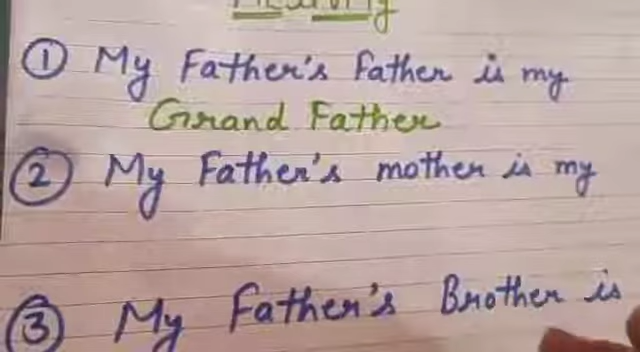 ① My Father's father is my
Grand Father
② My Father's mother is my
③ My Father's Brother is